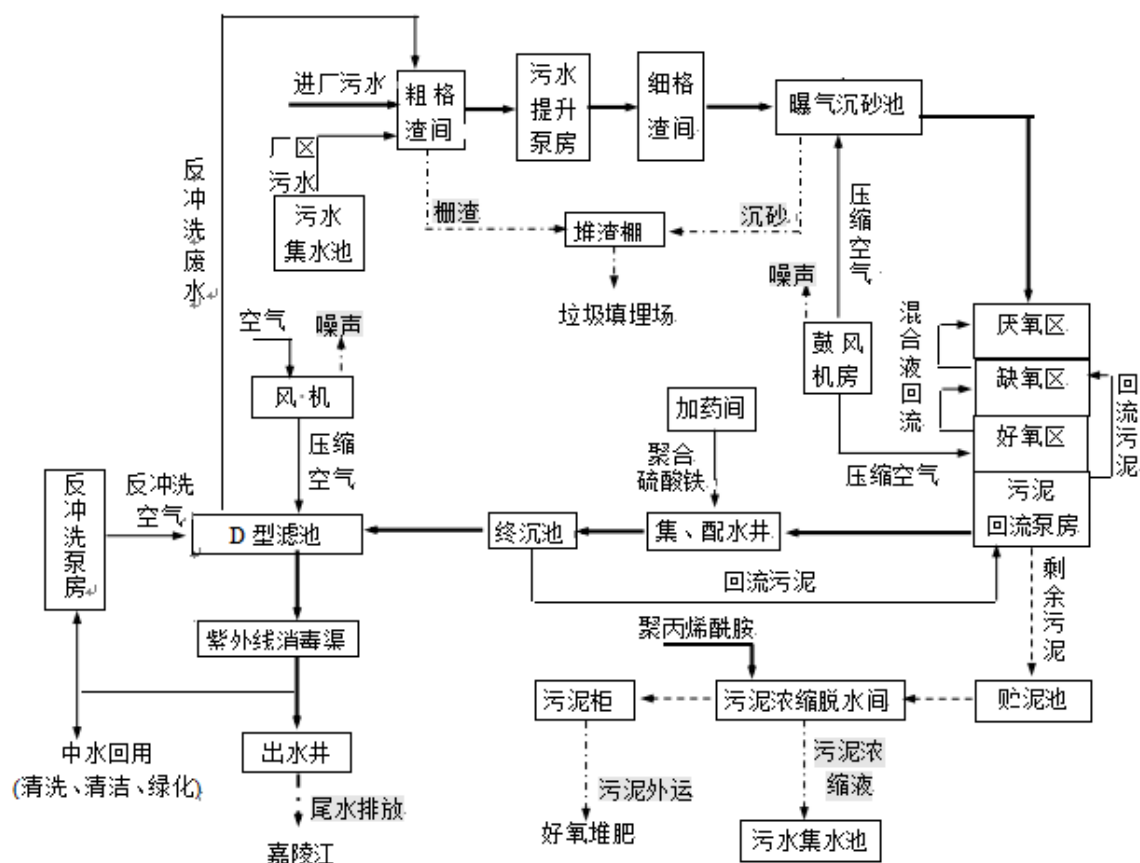 进厂污水
粗格
渣间
污水
提升
泵房
细格
渣间
曝气沉砂池
厂区
污水
污水
集水池
反冲洗废水
栅渣
堆渣棚
沉砂
垃圾填埋场
压缩空气
噪声
鼓风
机房
混合液回流
厌氧区
缺氧区
好氧区
回流污泥
压缩空气
污泥
回流泵房
空气
噪声
风·机
压缩
空气
加药间
聚合
硫酸铁
反冲洗泵房
反冲洗
空气
D 型滤池
终沉池
集、配水井
回流污泥
剩余污泥
紫外线消毒渠
聚丙烯酰胺
污泥柜
污泥浓缩脱水间
贮泥池
中水回用
(清洗、清洁、绿化)
出水井
尾水排放
嘉陵江
污泥外运
好氧堆肥
污泥浓
缩液
污水集水池